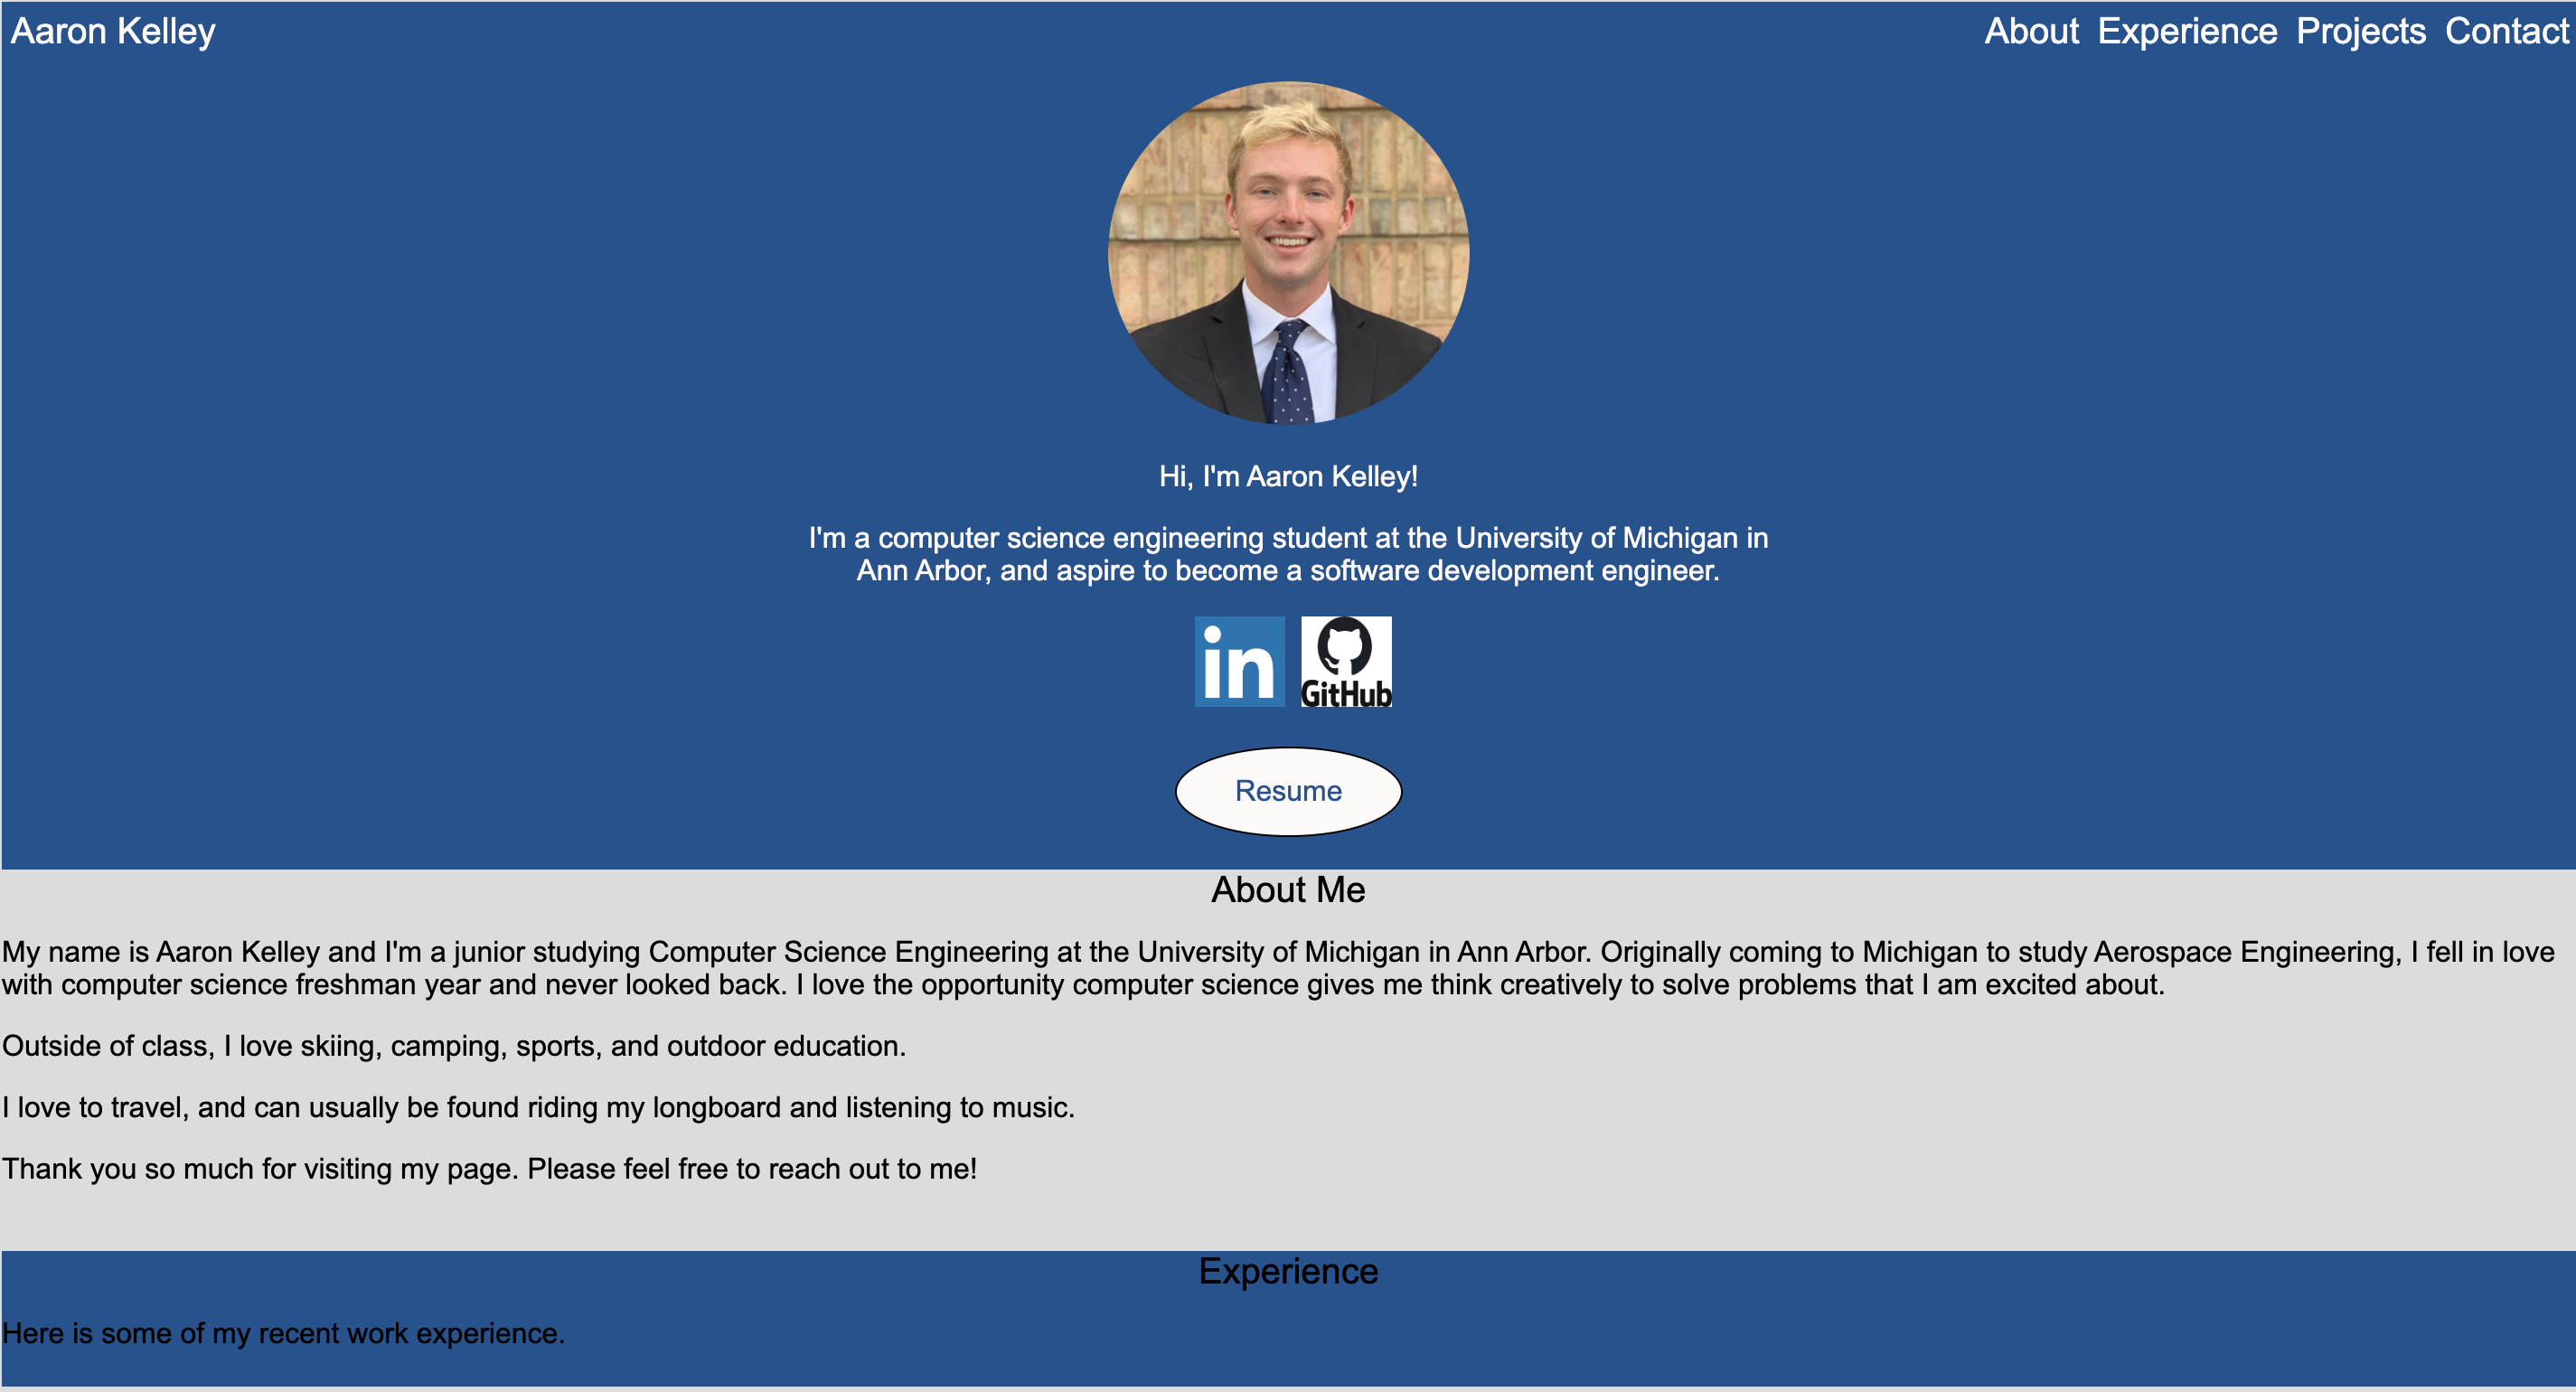 Aaron Kelley
About Experience Projects Contact
Hi, I'm Aaron Kelley!
I'm a computer science engineering student at the University of Michigan in
Ann Arbor, and aspire to become a software development engineer.
in
GitHub
Resume
About Me
My name is Aaron Kelley and I'm a junior studying Computer Science Engineering at the University of Michigan in Ann Arbor. Originally coming to Michigan to study Aerospace Engineering, I fell in love
with computer science freshman year and never looked back. I love the opportunity computer science gives me think creatively to solve problems that I am excited about.
Outside of class, I love skiing, camping, sports, and outdoor education.
I love to travel, and can usually be found riding my longboard and listening to music.
Thank you so much for visiting my page. Please feel free to reach out to me!
Experience
Here is some of my recent work experience.